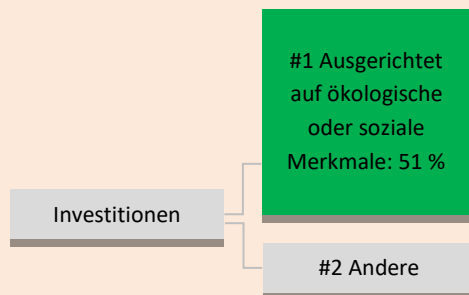 #1 Ausgerichtet
auf ökologische
oder soziale
Merkmale: 51 %
Investitionen
#2 Andere